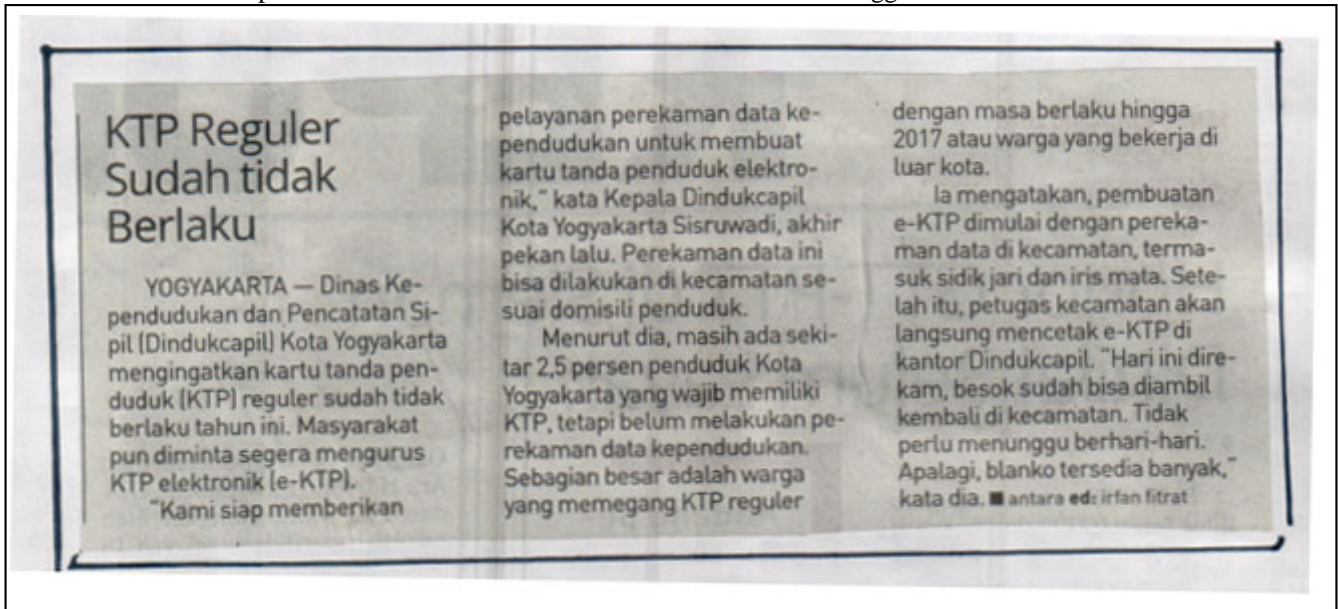 KTP Reguler
Sudah tidak
Berlaku
YOGYAKARTA — Dinas Ke-
pendudukan dan Pencatatan Si-
pil (Dindukcapil) Kota Yogyakarta
mengingatkan kartu tanda pen-
duduk (KTP) reguler sudah tidak
berlaku tahun ini. Masyarakat
pun diminta segera mengurus
KTP elektronik (e-KTP).
"Kami siap memberikan
pelayanan perekaman data ke-
pendudukan untuk membuat
kartu tanda penduduk elektro-
nik," kata Kepala Dindukcapil
Kota Yogyakarta Sisruwadi, akhir
pekan lalu. Perekaman data ini
bisa dilakukan di kecamatan se-
suai domisili penduduk.
Menurut dia, masih ada seki-
tar 2,5 persen penduduk Kota
Yogyakarta yang wajib memiliki
KTP, tetapi belum melakukan pe-
rekaman data kependudukan.
Sebagian besar adalah warga
yang memegang KTP reguler
dengan masa berlaku hingga
2017 atau warga yang bekerja di
luar kota.
Ia mengatakan, pembuatan
e-KTP dimulai dengan pereka-
man data di kecamatan, terma-
suk sidik jari dan iris mata. Sete-
lah itu, petugas kecamatan akan
langsung mencetak e-KTP di
kantor Dindukcapil. "Hari ini dire-
kam, besok sudah bisa diambil
kembali di kecamatan. Tidak
perlu menunggu berhari-hari.
Apalagi, blanko tersedia banyak,"
kata dia. ■ antara ed: irfan fitrat